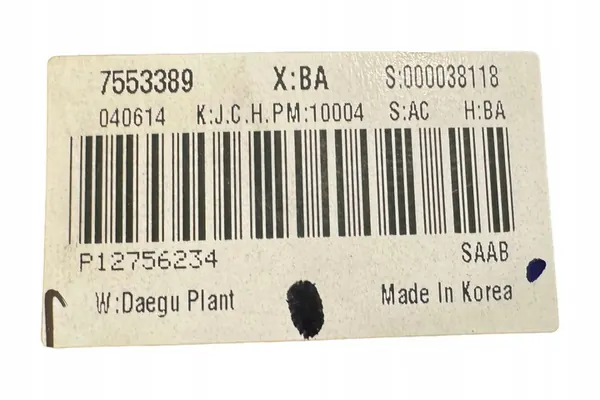 7553389 X:BA S:000038118
040614 K:J.C.H.PM:10004 S:AC H:BA
P12756234 SAAB
W:Daegu Plant Made In Korea